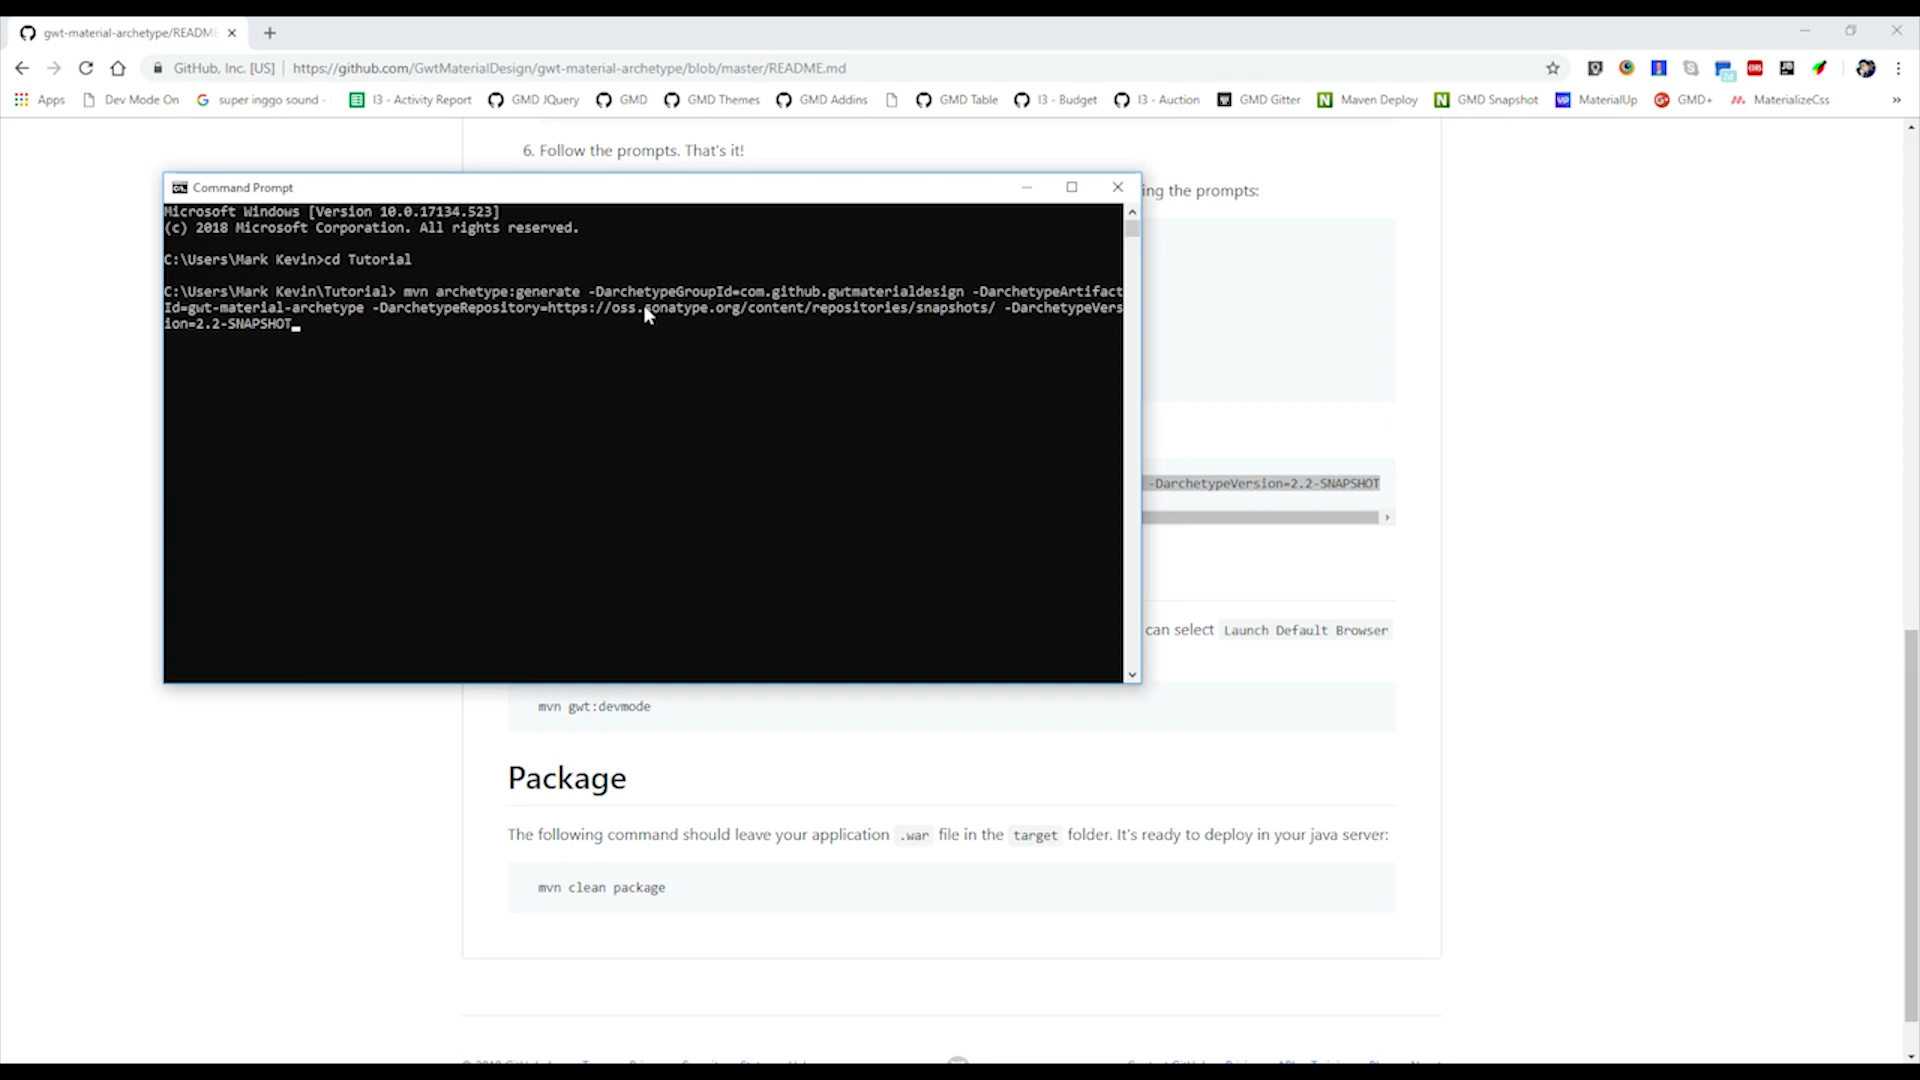 gwt-material-archetype/READM
GitHub, Inc. [US]
https://github.com/GwtMaterialDesign/gwt-material-archetype/blob/master/README.md
Apps
Dev Mode On
super inggo sound -
I3 - Activity Report
GMD JQuery
GMD
GMD Themes
GMD Addins
GMD Table
I3 - Budget
I3 - Auction
GMD Gitter
Maven Deploy
GMD Snapshot
MaterialUp
GMD+
MaterializeCss
»
6. Follow the prompts. That's it!
ing the prompts:
Command Prompt
Microsoft Windows [Version 10.0.17134.523]
(c) 2018 Microsoft Corporation. All rights reserved.
C:\Users\Mark Kevin>cd Tutorial
C:\Users\Mark Kevin\Tutorial> mvn archetype:generate -DarchetypeGroupId=com.github.gwtmaterialdesign -DarchetypeArtifact
Id=gwt-material-archetype -DarchetypeRepository=https://oss.sonatype.org/content/repositories/snapshots/ -DarchetypeVers
ion=2.2-SNAPSHOT
-DarchetypeVersion=2.2-SNAPSHOT
can select Launch Default Browser
mvn gwt:devmode
Package
The following command should leave your application .war file in the target folder. It's ready to deploy in your java server:
mvn clean package